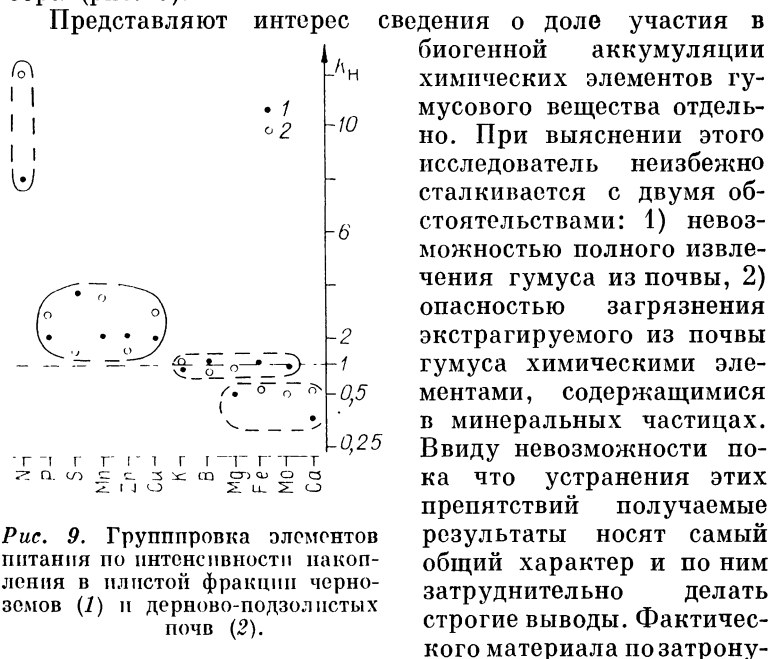 Представляют интерес сведения о доле участия в
биогенной аккумуляции
химических элементов гу-
мусового вещества отдель-
но. При выяснении этого
исследователь неизбежно
сталкивается с двумя об-
стоятельствами: 1) невоз-
можностью полного извле-
чения гумуса из почвы, 2)
опасностью загрязнения
экстрагируемого из почвы
гумуса химическими эле-
ментами, содержащимися
в минеральных частицах.
Ввиду невозможности по-
ка что устранения этих
препятствий получаемые
результаты носят самый
общий характер и по ним
затруднительно делать
строгие выводы. Фактичес-
кого материала по затрону-
Kн
1
2
10
6
2
1
0,5
0,25
N P S Mn Zn Cu K B Mg Fe Mo Ca
Рис. 9. Группировка элементов
питания по интенсивности накоп-
ления в илистой фракции черно-
земов (1) и дерново-подзолистых
почв (2).